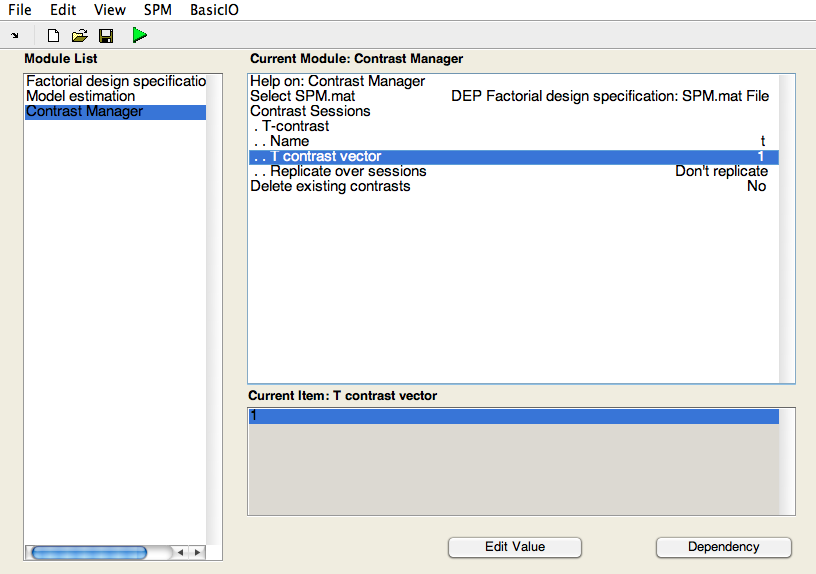 File Edit View SPM BasicIO
Module List
Factorial design specificatio
Model estimation
Contrast Manager
Current Module: Contrast Manager
Help on: Contrast Manager
Select SPM.mat DEP Factorial design specification: SPM.mat File
Contrast Sessions
. T-contrast
. . Name t
. . T contrast vector 1
. . Replicate over sessions Don't replicate
Delete existing contrasts No
Current Item: T contrast vector
1
Edit Value Dependency